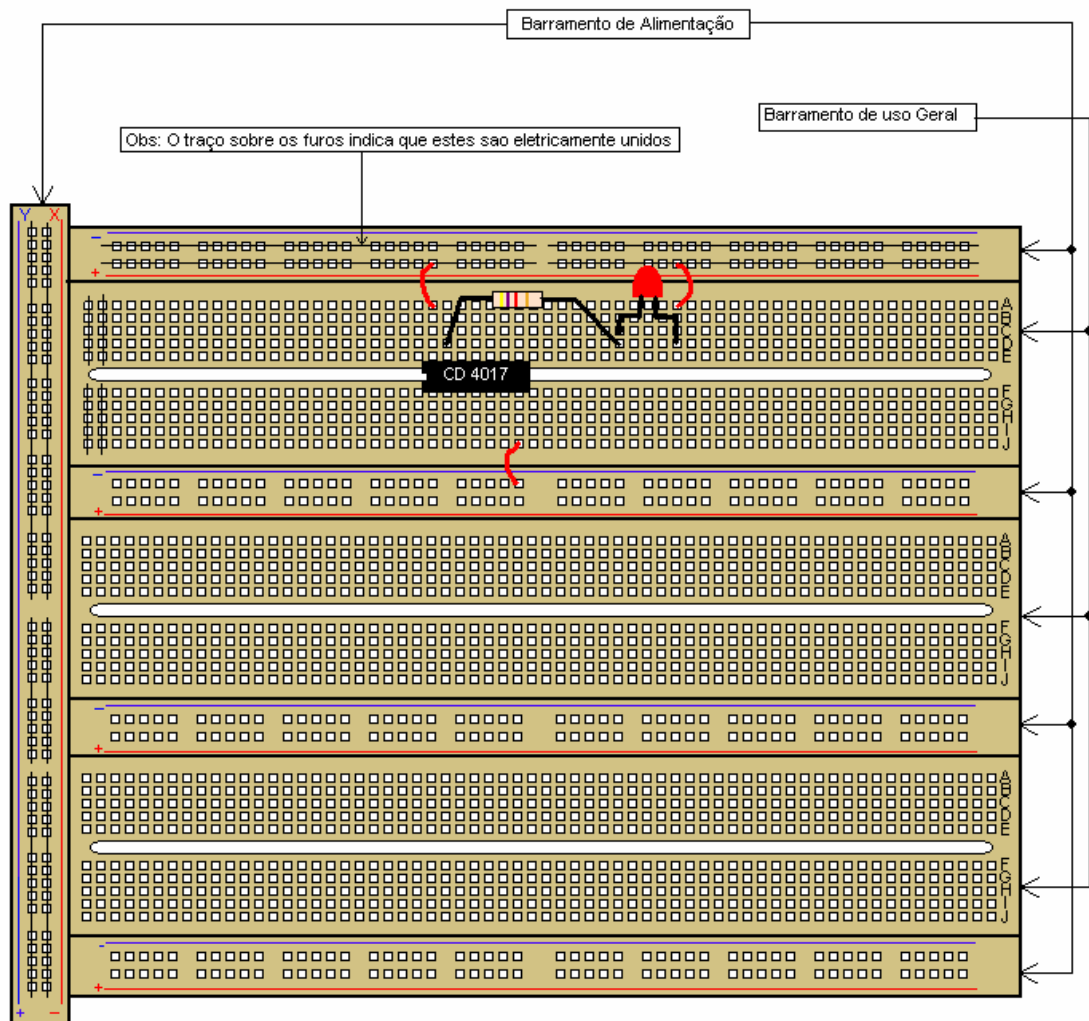 Barramento de Alimentação
Barramento de uso Geral
Obs: O traço sobre os furos indica que estes sao eletricamente unidos
Y X
-
+
A
B
C
D
E
CD 4017
F
G
H
I
J
-
+
A
B
C
D
E
F
G
H
I
J
-
+
A
B
C
D
E
F
G
H
I
J
-
+
+ -